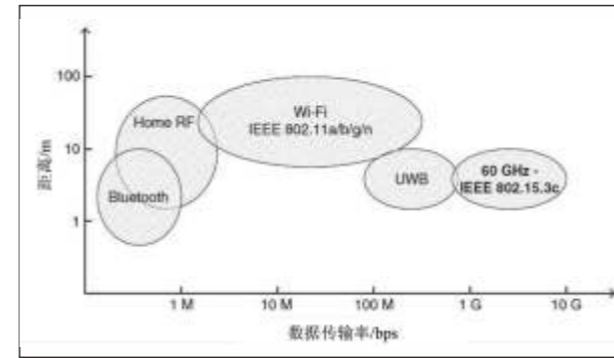 100
10
1
距离/m
Home RF
Bluetooth
Wi-Fi
IEEE 802.11a/b/g/n
UWB
60 GHz -
IEEE 802.15.3c
1 M
10 M
100 M
1 G
10 G
数据传输率/bps